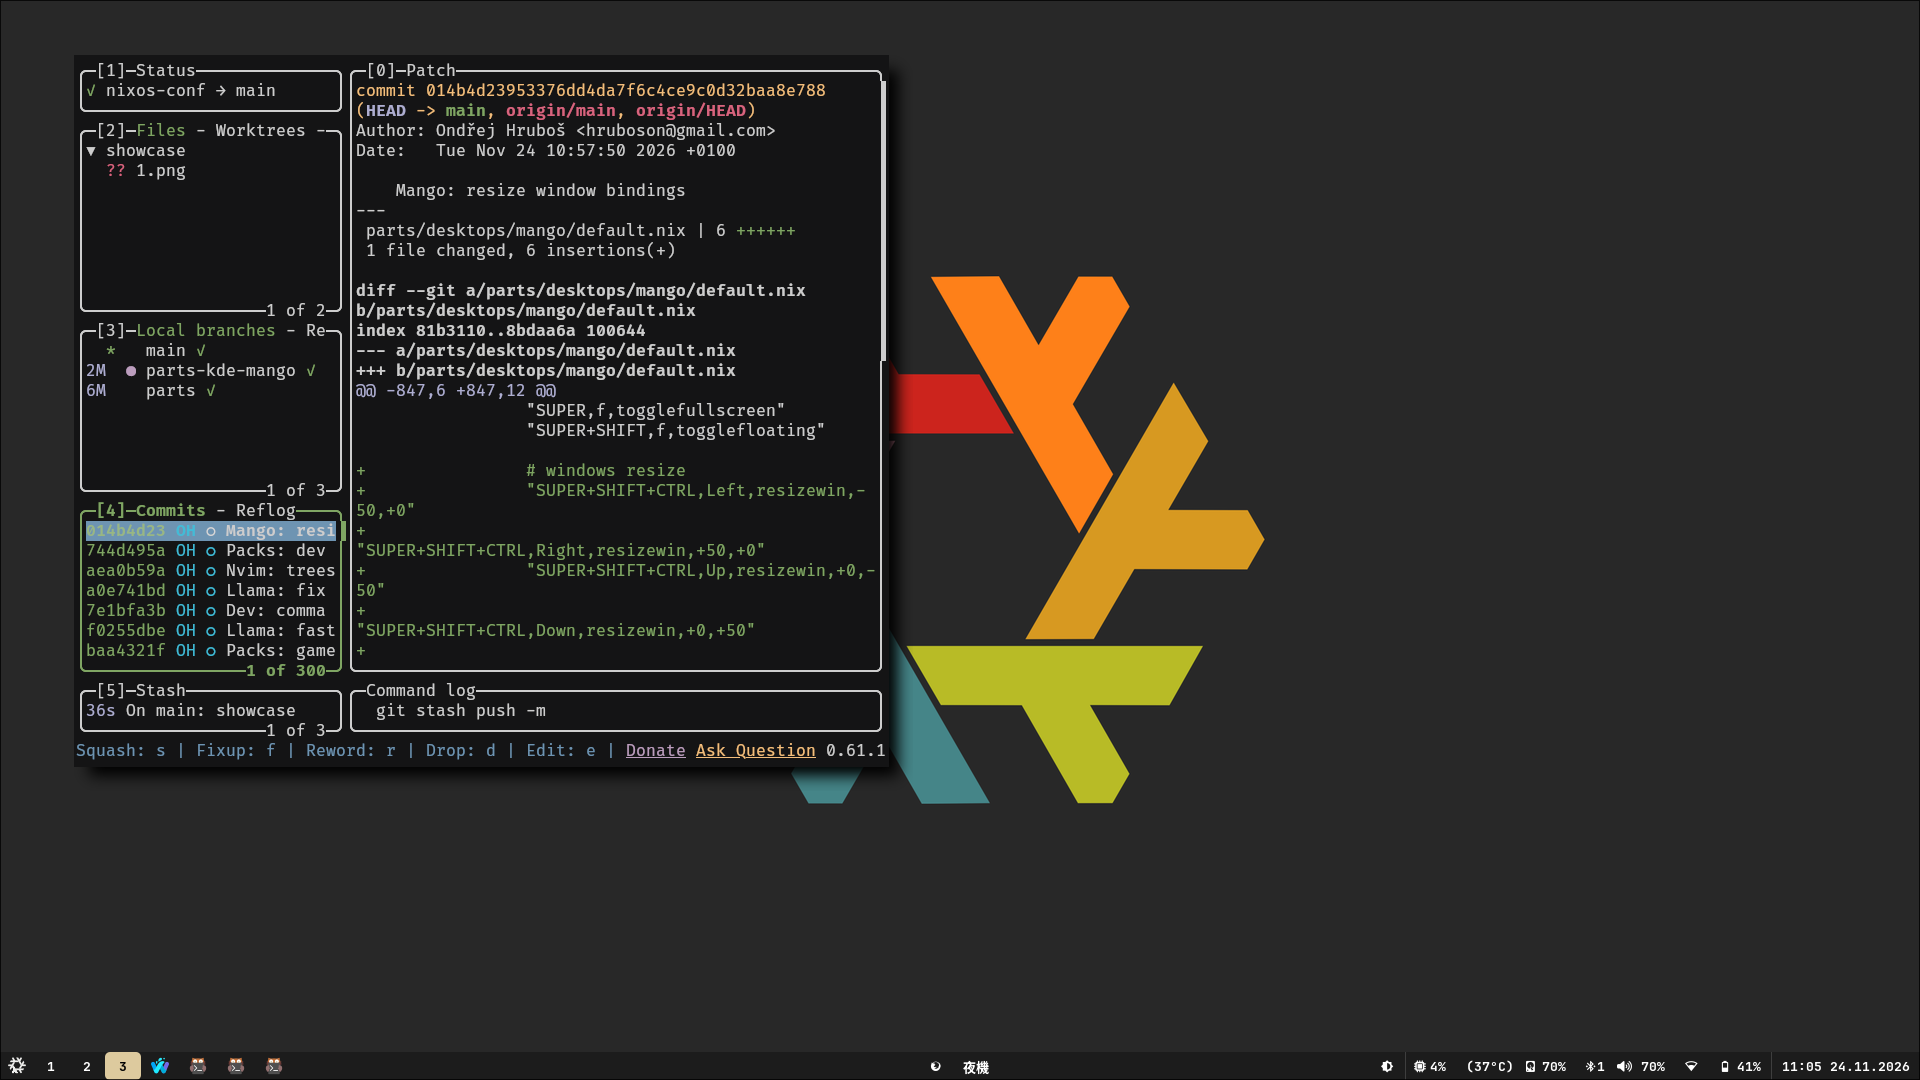 [1]─Status
✓ nixos-conf → main
[2]─Files - Worktrees -
▼ showcase
?? 1.png
1 of 2
[3]─Local branches - Re
* main ✓
2M ● parts-kde-mango ✓
6M parts ✓
1 of 3
[4]─Commits - Reflog
014b4d23 OH ○ Mango: resi
744d495a OH ○ Packs: dev
aea0b59a OH ○ Nvim: trees
a0e741bd OH ○ Llama: fix
7e1bfa3b OH ○ Dev: comma
f0255dbe OH ○ Llama: fast
baa4321f OH ○ Packs: game
1 of 300
[5]─Stash
36s On main: showcase
1 of 3
[0]─Patch
commit 014b4d23953376dd4da7f6c4ce9c0d32baa8e788
(HEAD -> main, origin/main, origin/HEAD)
Author: Ondřej Hruboš <hruboson@gmail.com>
Date:   Tue Nov 24 10:57:50 2026 +0100
Mango: resize window bindings
---
parts/desktops/mango/default.nix | 6 ++++++
1 file changed, 6 insertions(+)
diff --git a/parts/desktops/mango/default.nix
b/parts/desktops/mango/default.nix
index 81b3110..8bdaa6a 100644
--- a/parts/desktops/mango/default.nix
+++ b/parts/desktops/mango/default.nix
@@ -847,6 +847,12 @@
"SUPER,f,togglefullscreen"
"SUPER+SHIFT,f,togglefloating"
+ # windows resize
+ "SUPER+SHIFT+CTRL,Left,resizewin,-
50,+0"
+
"SUPER+SHIFT+CTRL,Right,resizewin,+50,+0"
+ "SUPER+SHIFT+CTRL,Up,resizewin,+0,-
50"
+
"SUPER+SHIFT+CTRL,Down,resizewin,+0,+50"
+
Command log
git stash push -m
Squash: s | Fixup: f | Reword: r | Drop: d | Edit: e | Donate Ask Question 0.61.1
1 2 3
夜機
4% (37°C) 70% 1 70% 41% 11:05 24.11.2026